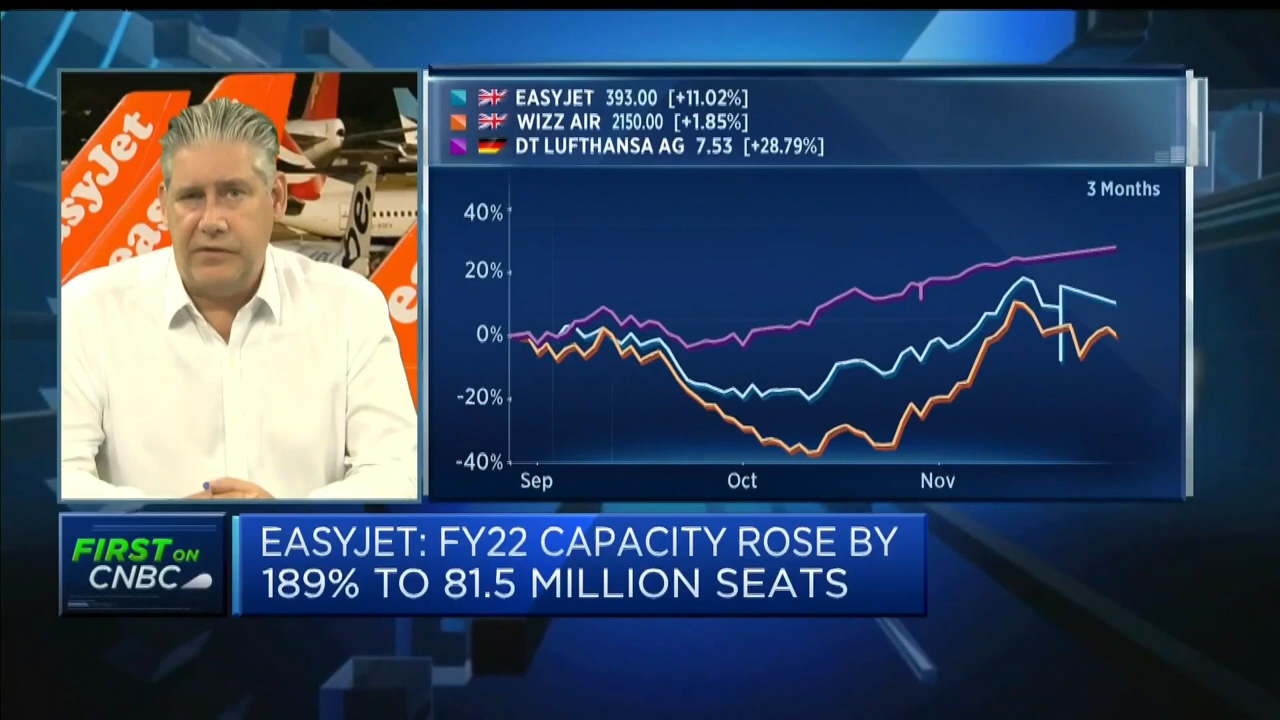 EASYJET 393.00 [+11.02%]
WIZZ AIR 2150.00 [+1.85%]
DT LUFTHANSA AG 7.53 [+28.79%]
3 Months
40%
20%
0%
-20%
-40%
Sep Oct Nov
asyJet
eas
e
FIRST ON
CNBC
EASYJET: FY22 CAPACITY ROSE BY
189% TO 81.5 MILLION SEATS